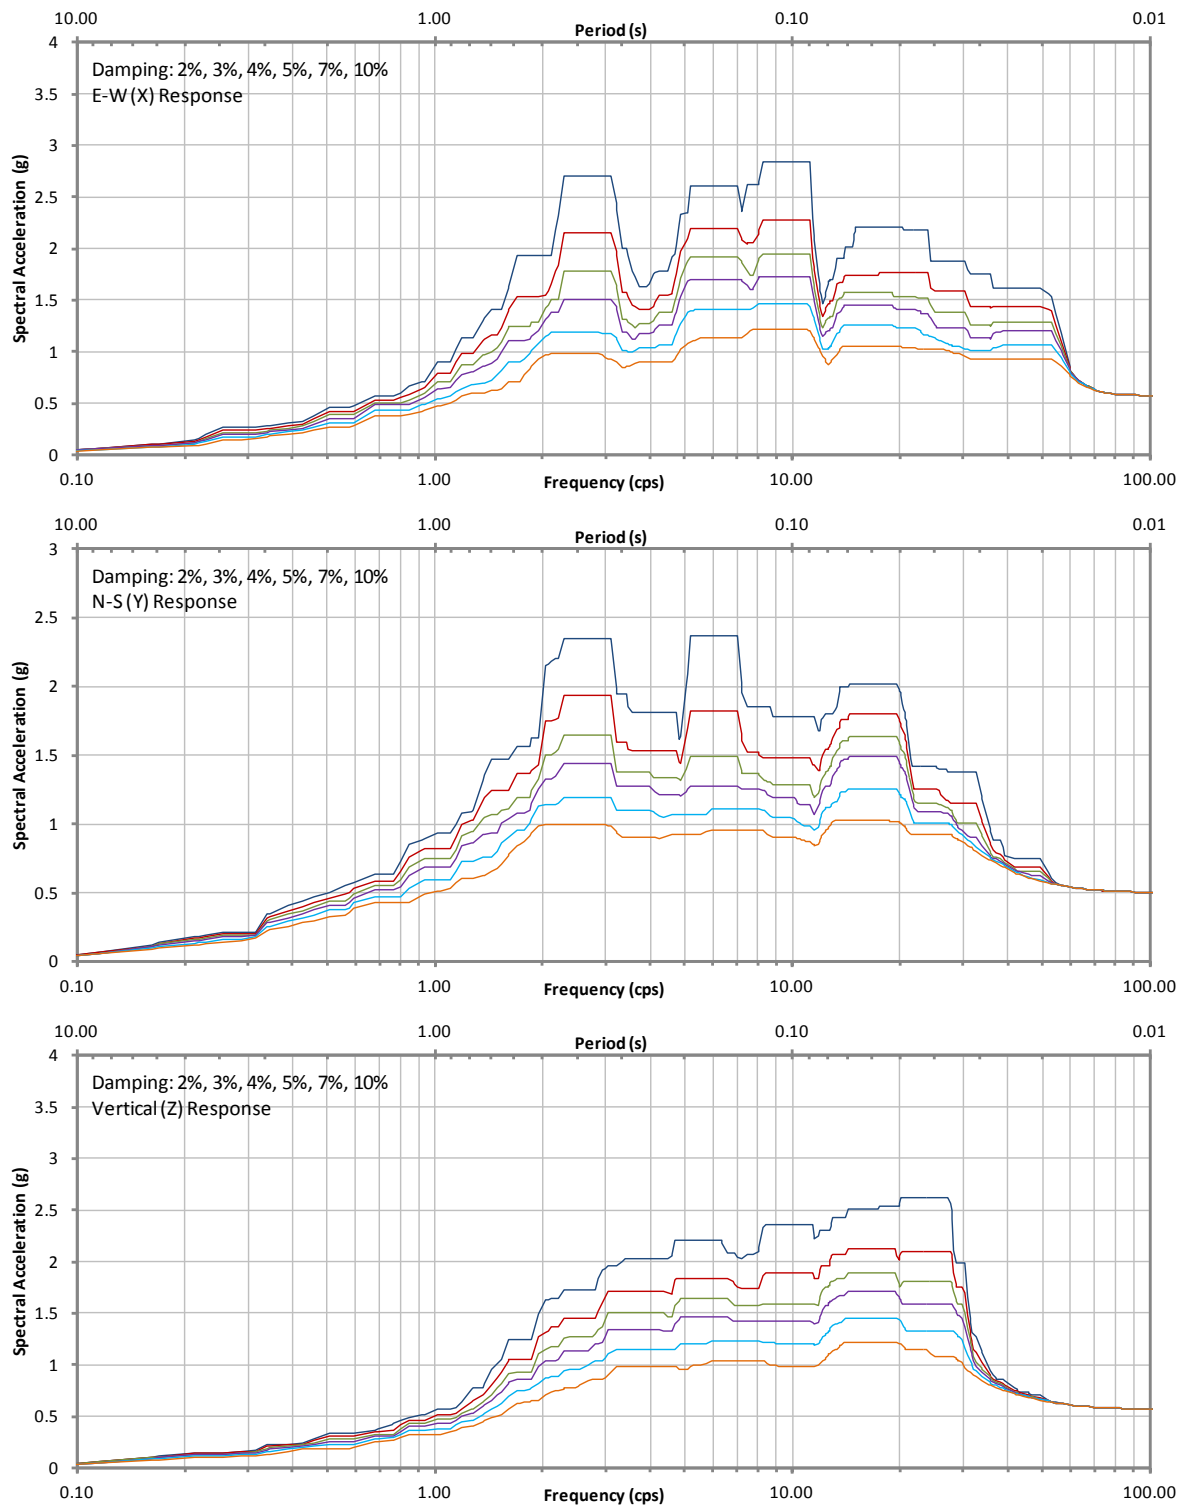 10.00 1.00 0.10 0.01
Period (s)
4
Damping: 2%, 3%, 4%, 5%, 7%, 10%
3.5
E-W (X) Response
3
2.5
Spectral Acceleration (g)
2
1.5
1
0.5
0
0.10 1.00 10.00 100.00
Frequency (cps)
10.00 1.00 0.10 0.01
Period (s)
3
Damping: 2%, 3%, 4%, 5%, 7%, 10%
N-S (Y) Response
2.5
2
Spectral Acceleration (g)
1.5
1
0.5
0
0.10 1.00 10.00 100.00
Frequency (cps)
10.00 1.00 0.10 0.01
Period (s)
4
Damping: 2%, 3%, 4%, 5%, 7%, 10%
3.5
Vertical (Z) Response
3
2.5
Spectral Acceleration (g)
2
1.5
1
0.5
0
0.10 1.00 10.00 100.00
Frequency (cps)